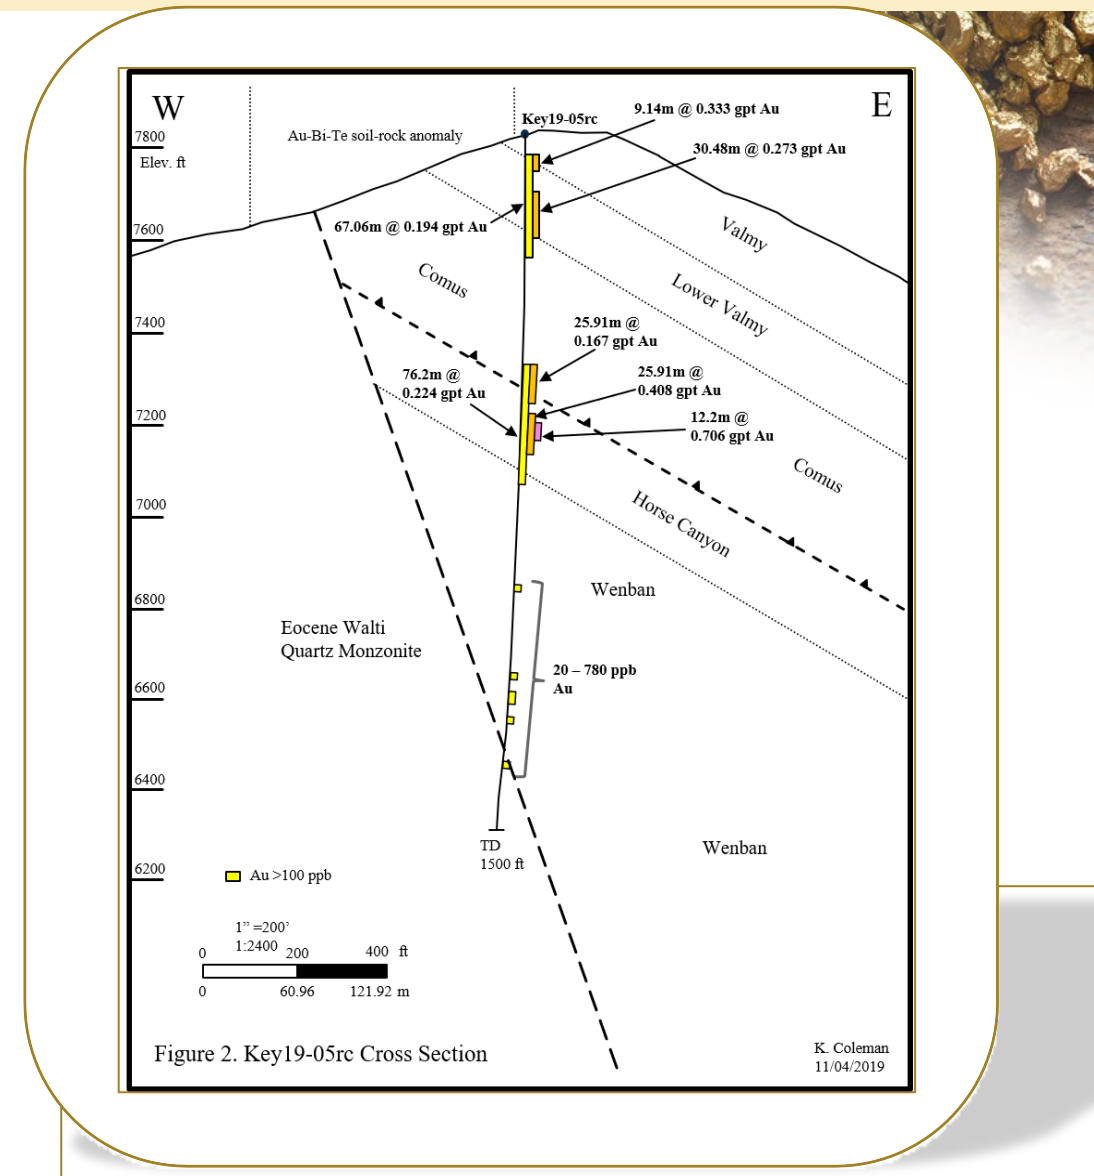 W
E
Key19-05rc
9.14m @ 0.333 gpt Au
Au-Bi-Te soil-rock anomaly
30.48m @ 0.273 gpt Au
7800
Elev. ft
67.06m @ 0.194 gpt Au
7600
Valmy
Comus
Lower Valmy
7400
25.91m @
0.167 gpt Au
76.2m @
0.224 gpt Au
25.91m @
0.408 gpt Au
12.2m @
0.706 gpt Au
7200
Comus
Horse Canyon
7000
Wenban
6800
Eocene Walti
Quartz Monzonite
20 – 780 ppb
Au
6600
6400
TD
1500 ft
Wenban
6200
Au >100 ppb
1” =200’
1:2400
0 200 400 ft
0 60.96 121.92 m
Figure 2. Key19-05rc Cross Section
K. Coleman
11/04/2019